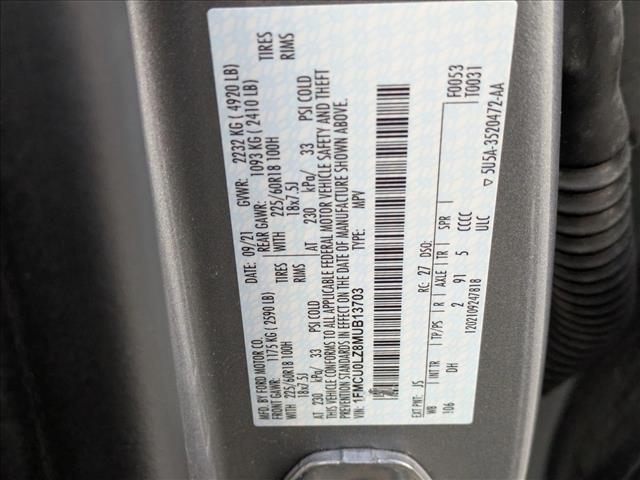 MFD. BY FORD MOTOR CO.
DATE: 09/21 GVWR: 2232 KG ( 4920 LB)
FRONT GAWR: 1175 KG ( 2590 LB) REAR GAWR: 1093 KG ( 2410 LB)
WITH 225/60R18 100H TIRES WITH 225/60R18 100H TIRES
18x7.5J RIMS 18x7.5J RIMS
AT 230 kPa/ 33 PSI COLD AT 230 kPa/ 33 PSI COLD
THIS VEHICLE CONFORMS TO ALL APPLICABLE FEDERAL MOTOR VEHICLE SAFETY AND THEFT
PREVENTION STANDARDS IN EFFECT ON THE DATE OF MANUFACTURE SHOWN ABOVE.
VIN: 1FMCU0LZ8MUB13703 TYPE: MPV
F0053
T0031
EXT PNT: JS RC: 27 DSO:
WB INT TR TP/PS R AXLE TR SPR
106 DH 2 91 5 CCCC
1202109247818 ULC
5U5A-3520472-AA